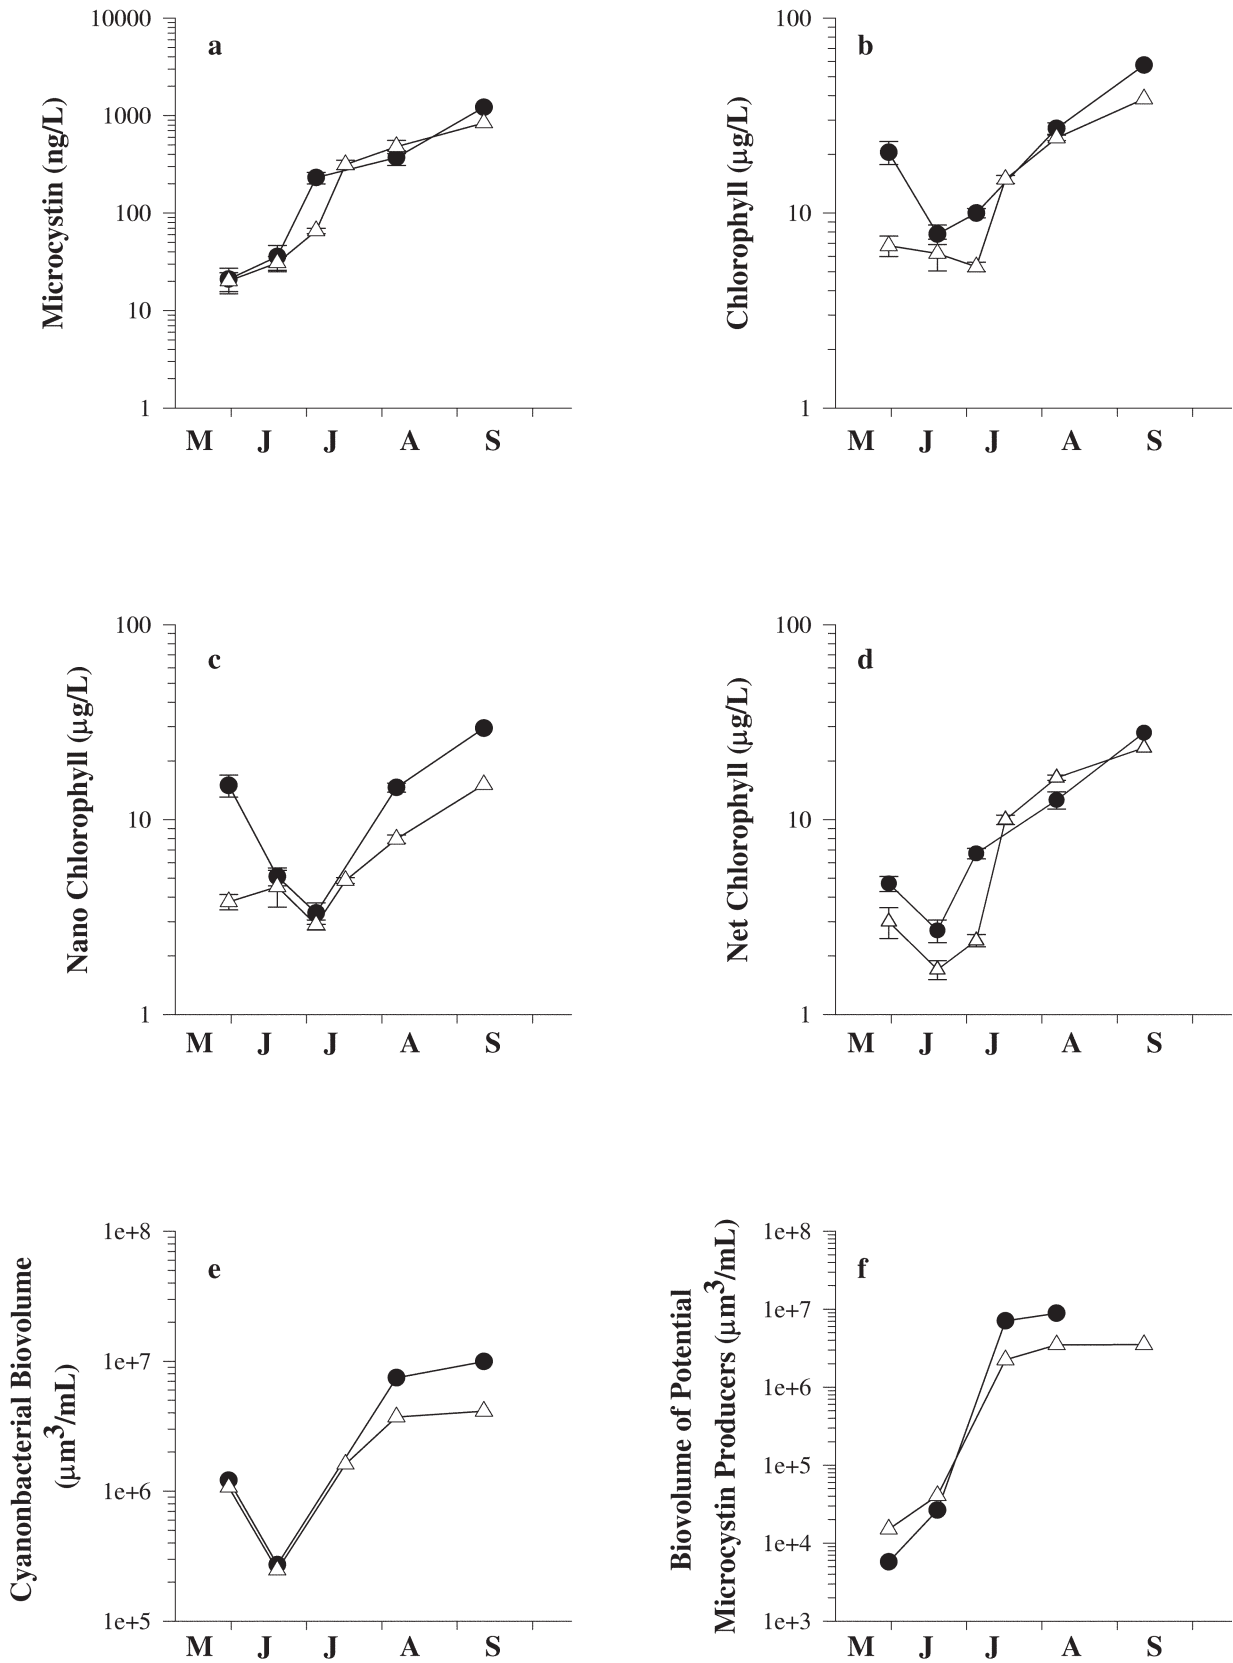 a
Microcystin (ng/L)
10000
1000
100
10
1
M J J A S
b
Chlorophyll (μg/L)
100
10
1
M J J A S
c
Nano Chlorophyll (μg/L)
100
10
1
M J J A S
d
Net Chlorophyll (μg/L)
100
10
1
M J J A S
e
Cyanonbacterial Biovolume
(μm³/mL)
1e+8
1e+7
1e+6
1e+5
M J J A S
f
Biovolume of Potential
Microcystin Producers (μm³/mL)
1e+8
1e+7
1e+6
1e+5
1e+4
1e+3
M J J A S